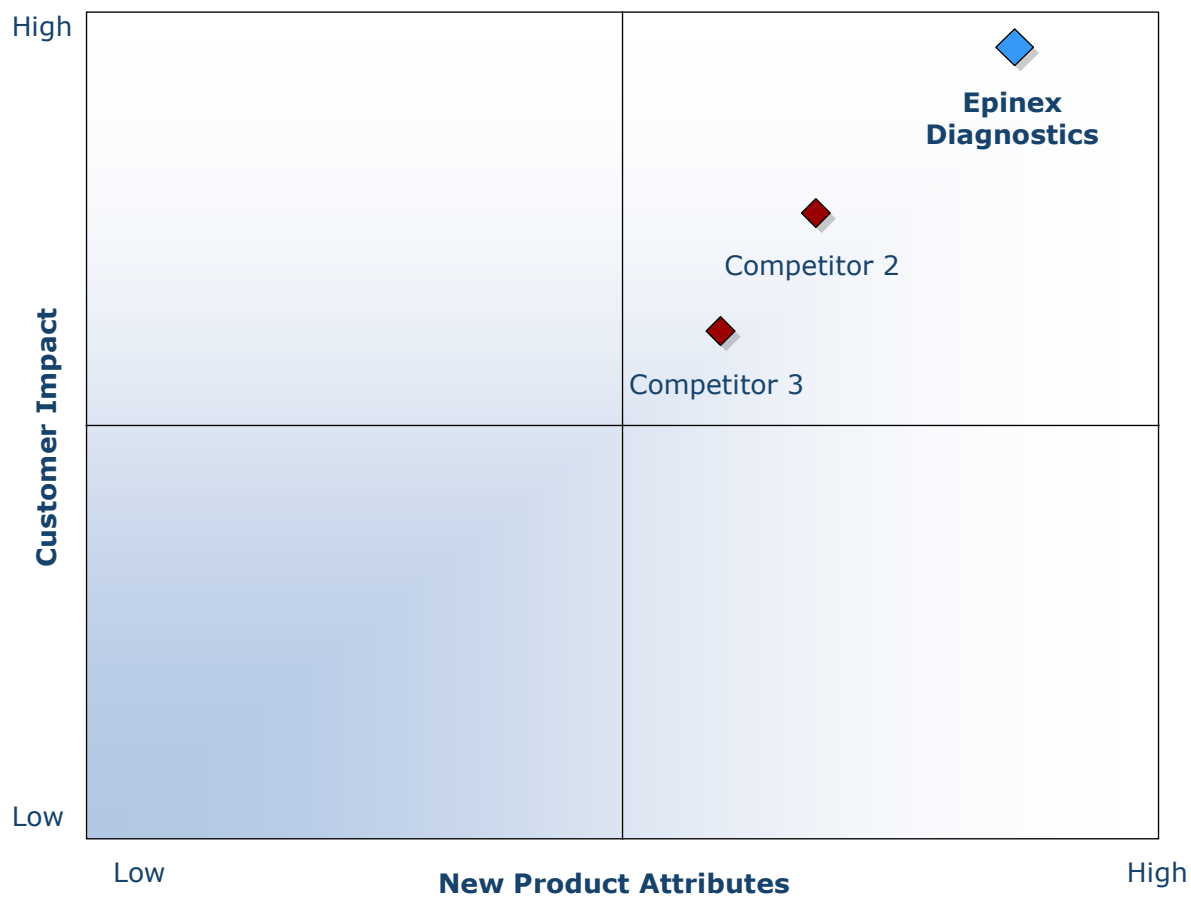 High
Epinex
Diagnostics
Competitor 2
Competitor 3
Customer Impact
Low
Low
New Product Attributes
High